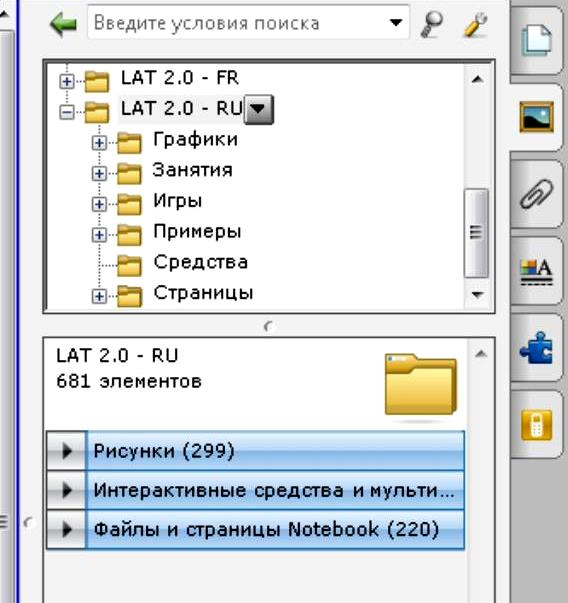 Введите условия поиска
LAT 2.0 - FR
LAT 2.0 - RU
Графики
Занятия
Игры
Примеры
Средства
Страницы
LAT 2.0 - RU
681 элементов
Рисунки (299)
Интерактивные средства и мульти...
Файлы и страницы Notebook (220)
A